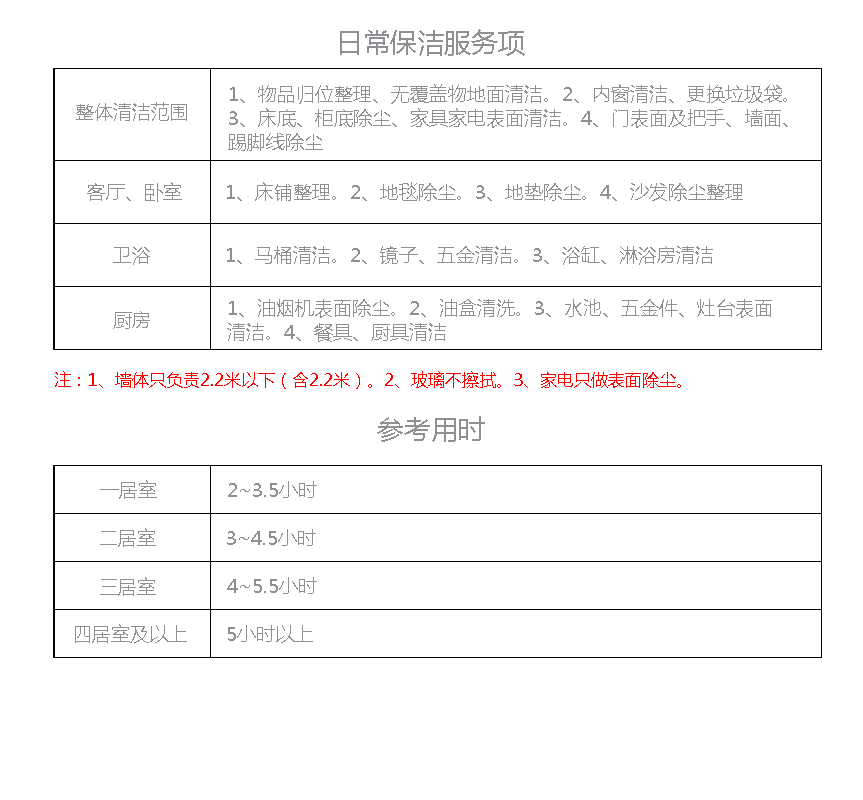 日常保洁服务项
整体清洁范围
1、物品归位整理、无覆盖物地面清洁。2、内窗清洁、更换垃圾袋。
3、床底、柜底除尘、家具家电表面清洁。4、门表面及把手、墙面、
踢脚线除尘
客厅、卧室
1、床铺整理。2、地毯除尘。3、地垫除尘。4、沙发除尘整理
卫浴
1、马桶清洁。2、镜子、五金清洁。3、浴缸、淋浴房清洁
厨房
1、油烟机表面除尘。2、油盒清洗。3、水池、五金件、灶台表面
清洁。4、餐具、厨具清洁
注：1、墙体只负责2.2米以下（含2.2米）。2、玻璃不擦拭。3、家电只做表面除尘。
参考用时
一居室
2~3.5小时
二居室
3~4.5小时
三居室
4~5.5小时
四居室及以上
5小时以上